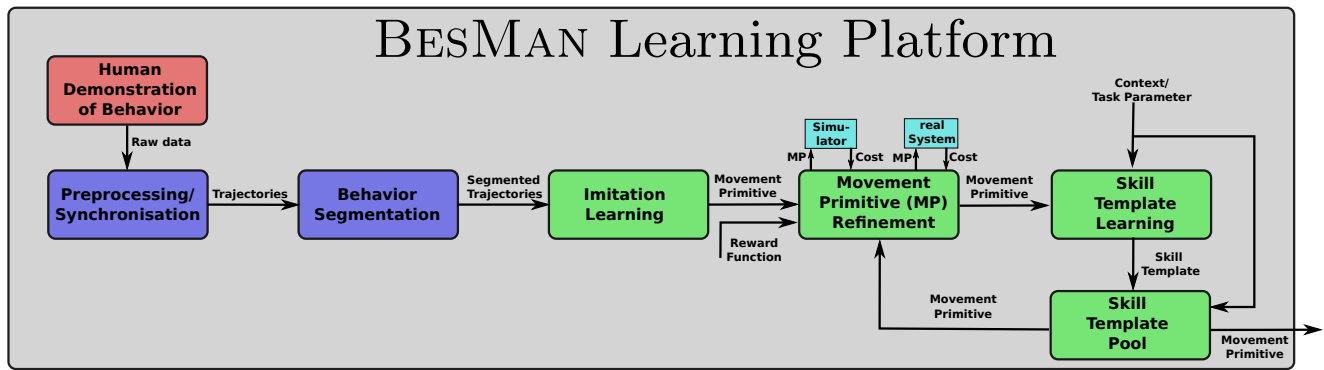 BESMAN Learning Platform
Human
Demonstration
of Behavior
Raw data
Preprocessing/
Synchronisation
Trajectories
Behavior
Segmentation
Segmented
Trajectories
Imitation
Learning
Movement
Primitive
Reward
Function
Simu-
lator
MP
Cost
real
System
MP
Cost
Movement
Primitive (MP)
Refinement
Movement
Primitive
Context/
Task Parameter
Skill
Template
Learning
Skill
Template
Skill
Template
Pool
Movement
Primitive
Movement
Primitive